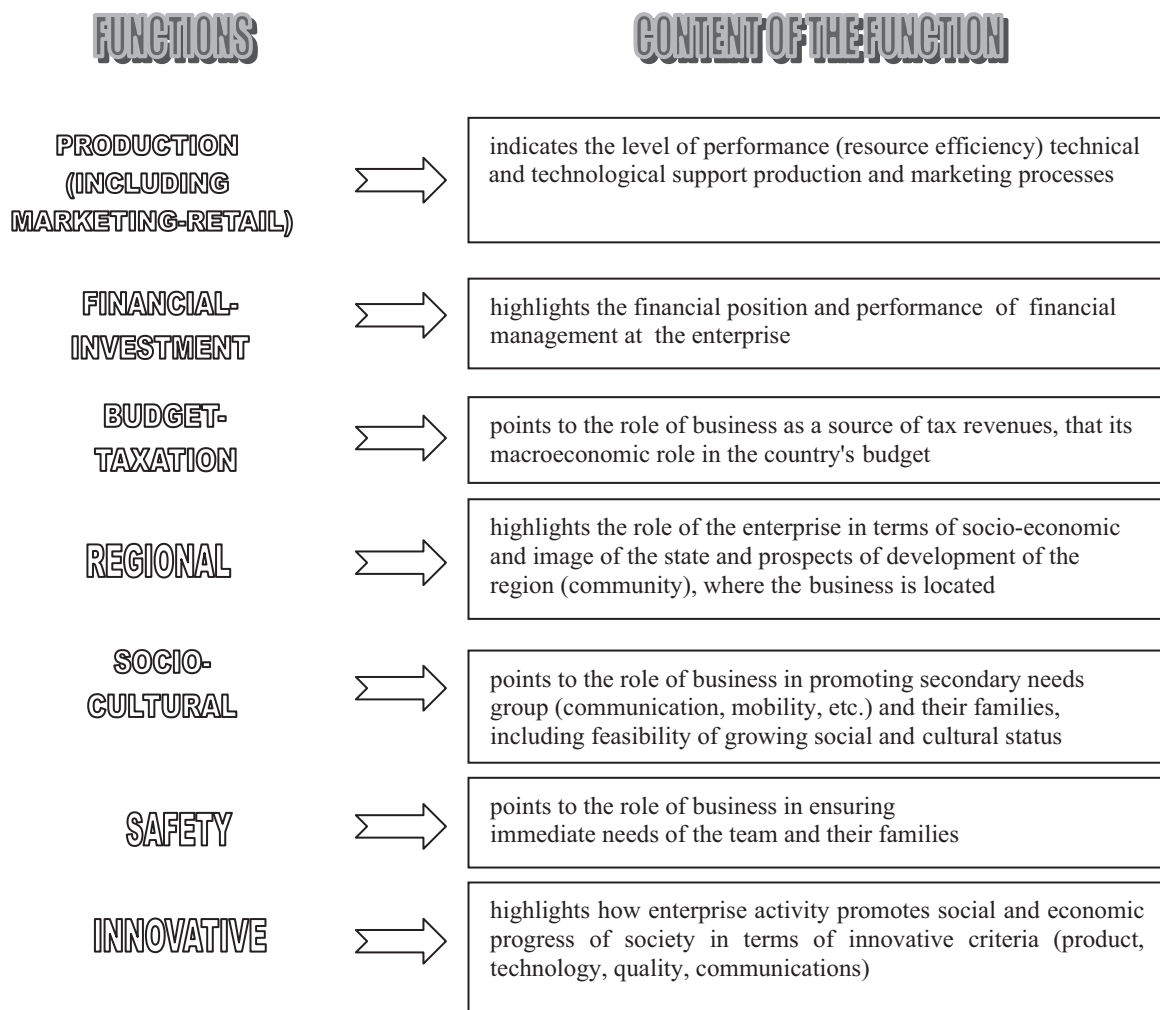 FUNCTIONS
CONTENT OF THE FUNCTION
PRODUCTION
(INCLUDING
MARKETING-RETAIL)
indicates the level of performance (resource efficiency) technical
and technological support production and marketing processes
FINANCIAL-
INVESTMENT
highlights the financial position and performance of financial
management at the enterprise
BUDGET-
TAXATION
points to the role of business as a source of tax revenues, that its
macroeconomic role in the country's budget
REGIONAL
highlights the role of the enterprise in terms of socio-economic
and image of the state and prospects of development of the
region (community), where the business is located
SOCIO-
CULTURAL
points to the role of business in promoting secondary needs
group (communication, mobility, etc.) and their families,
including feasibility of growing social and cultural status
SAFETY
points to the role of business in ensuring
immediate needs of the team and their families
INNOVATIVE
highlights how enterprise activity promotes social and economic
progress of society in terms of innovative criteria (product,
technology, quality, communications)